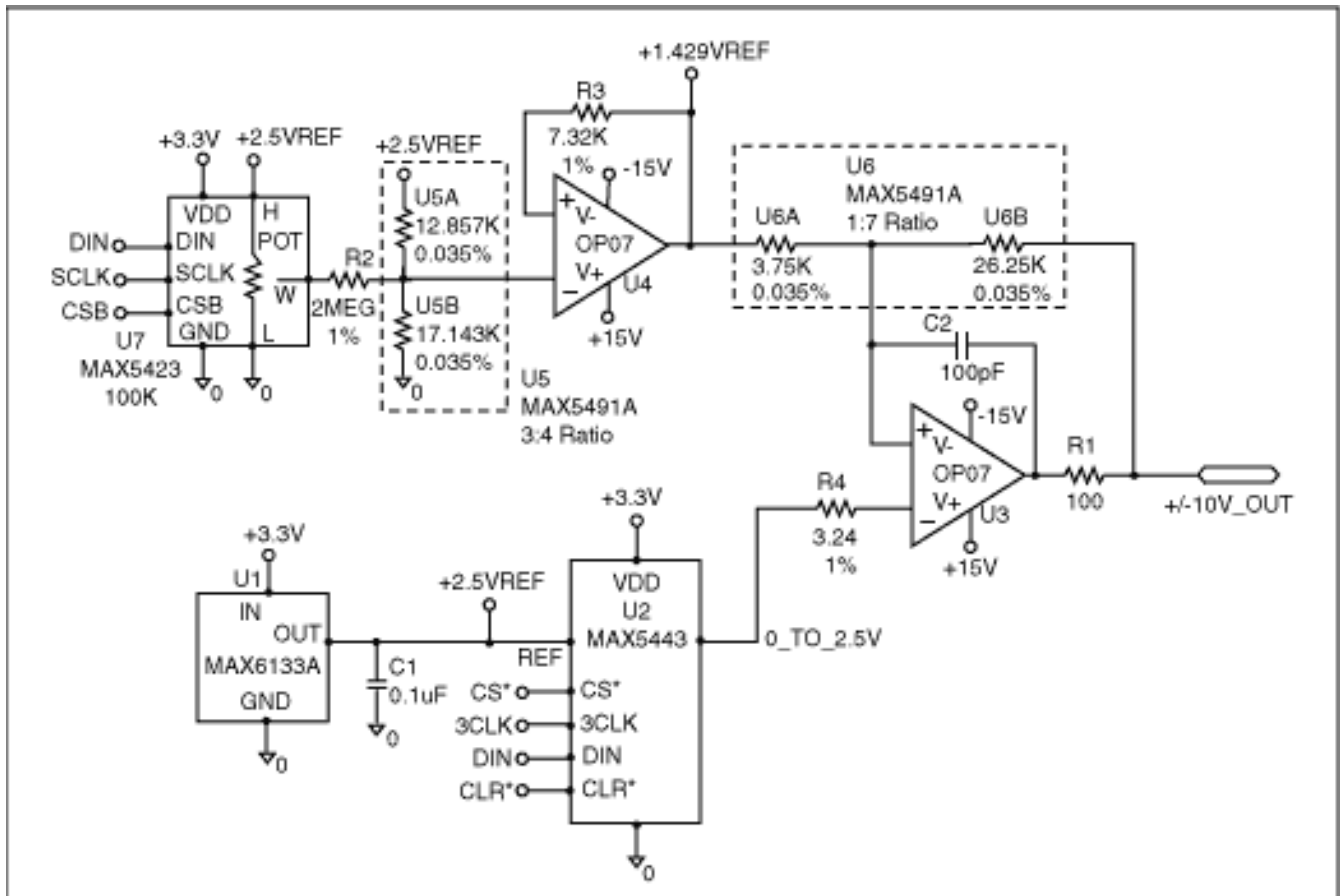 +1.429VREF
R3
7.32K
1%
+3.3V
+2.5VREF
VDD
H
DIN
DIN
POT
SCLK
SCLK
W
CSB
CSB
GND
L
U7
MAX5423
100K
0
0
R2
2MEG
1%
+2.5VREF
U5A
12.857K
0.035%
U5B
17.143K
0.035%
0
U5
MAX5491A
3:4 Ratio
-15V
+
V-
OP07
V+
−
U4
+15V
U6
MAX5491A
1:7 Ratio
U6A
3.75K
0.035%
U6B
26.25K
0.035%
C2
100pF
-15V
+
V-
OP07
V+
−
U3
+15V
R1
100
+/-10V_OUT
R4
3.24
1%
+3.3V
U1
IN
OUT
MAX6133A
GND
0
C1
0.1uF
0
+2.5VREF
+3.3V
VDD
U2
MAX5443
REF
0_TO_2.5V
CS*
CS*
3CLK
3CLK
DIN
DIN
CLR*
CLR*
0